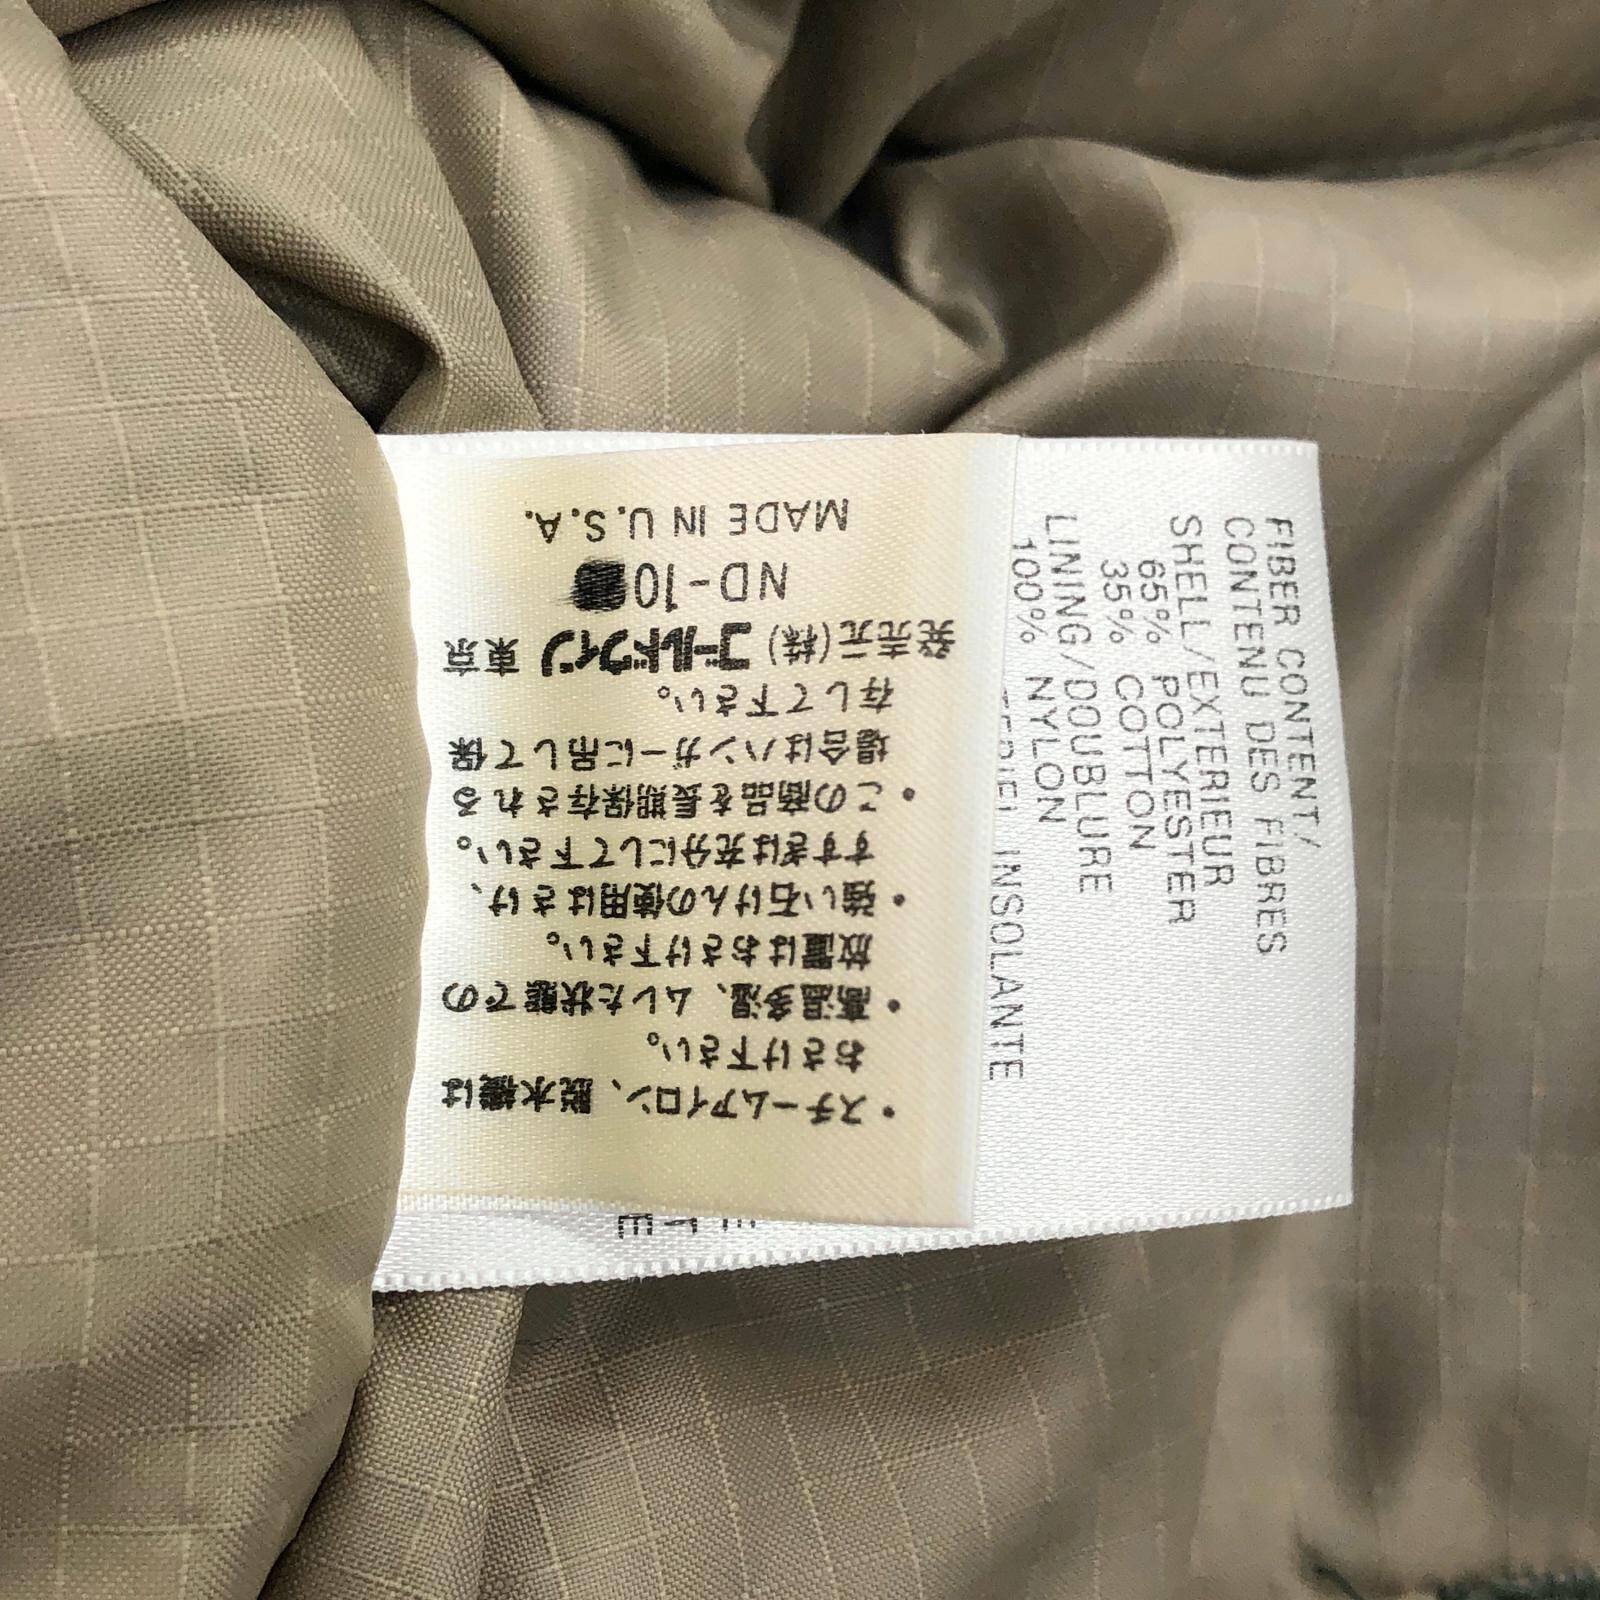 ・スチームアイロン、脱水機は
おさけ下さい。
・高温多湿、ムレた状態での
放置はおさけ下さい。
・強い石けんの使用はさけ、
すすぎは充分にして下さい。
・この商品を長期保存される
場合はハンガーに吊して保
存して下さい。
発売元(株)ゴールドウイン 東京
ND-10
MADE IN U.S.A.
FIBER CONTENT/
CONTENU DES FIBRES
SHELL/EXTERIEUR
65% POLYESTER
35% COTTON
LINING/DOUBLURE
100% NYLON
INSOLANTE